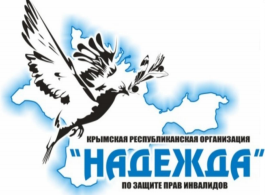 КРЫМСКАЯ РЕСПУБЛИКАНСКАЯ ОРГАНИЗАЦИЯ
"НАДЕЖДА"
ПО ЗАЩИТЕ ПРАВ ИНВАЛИДОВ